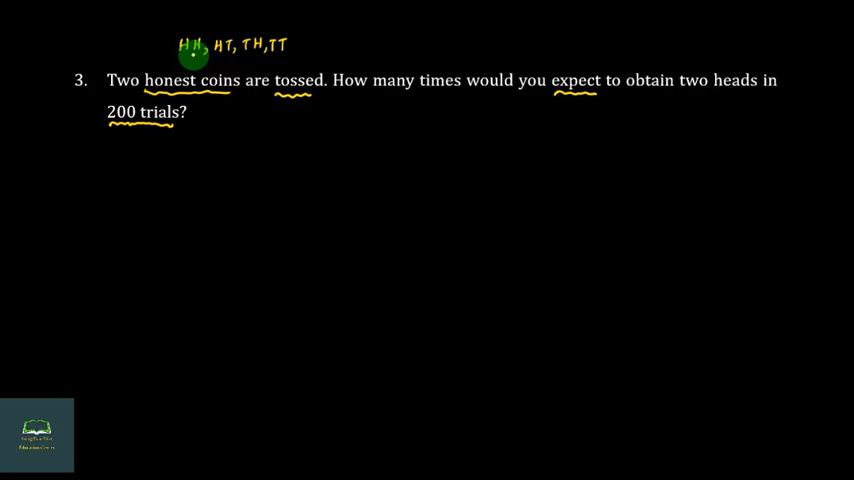 HH, HT, TH, TT
3. Two honest coins are tossed. How many times would you expect to obtain two heads in
200 trials?